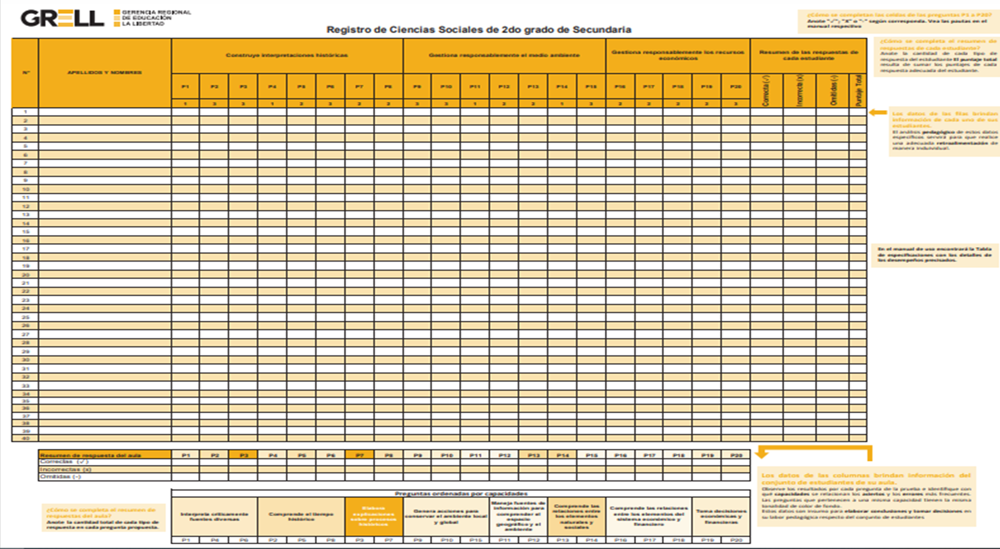 GRELL
GERENCIA REGIONAL
DE EDUCACIÓN
LA LIBERTAD
Registro de Ciencias Sociales de 2do grado de Secundaria
¿Cómo se completan las celdas de las preguntas P1 a P20?
Anote "✓"; "X" o "-" según corresponda. Vea las pautas en el
manual respectivo
¿Cómo se completa el resumen de
respuestas de cada estudiante?
Anote la cantidad de cada tipo de
respuesta del estudiante El puntaje total
resulta de sumar los puntajes de cada
respuesta adecuada del estudiante.
N° APELLIDOS Y NOMBRES
Construye interpretaciones históricas
Gestiona responsablemente el medio ambiente
Gestiona responsablemente los recursos
económicos
Resumen de las respuestas de
cada estudiante
P1 P2 P3 P4 P5 P6 P7 P8 P9 P10 P11 P12 P13 P14 P15 P16 P17 P18 P19 P20
Correcta (√)
Incorrecta (x)
Omitidas (-)
Puntaje Total
1 3 3 1 2 3 2 2 3 3 1 2 2 1 3 2 2 2 2 3
1
2
3
4
5
6
7
8
9
10
11
12
13
14
15
16
17
18
19
20
21
22
23
24
25
26
27
28
29
30
31
32
33
34
35
36
37
38
39
40
Los datos de las filas brindan
información de cada uno de sus
estudiantes.
El análisis pedagógico de estos datos
específicos servirá para que realice
una adecuada retroalimentación de
manera individual.
En el manual de uso encontrará la Tabla
de especificaciones con los detalles de
los desempeños precisados.
Resumen de respuesta del aula P1 P2 P3 P4 P5 P6 P7 P8 P9 P10 P11 P12 P13 P14 P15 P16 P17 P18 P19 P20
Correctas (√)
Incorrectas (x)
Omitidas (-)
Los datos de las columnas brindan información del
conjunto de estudiantes de su aula.
Observe los resultados por cada pregunta de la prueba e identifique con
qué capacidades se relacionan los aciertos y los errores más frecuentes.
Las preguntas que pertenecen a una misma capacidad tienen la misma
tonalidad de color de fondo.
Estos datos son insumo para elaborar conclusiones y tomar decisiones en
su labor pedagógica respecto del conjunto de estudiantes
¿Cómo se completa el resumen de
respuestas del aula?
Anote la cantidad total de cada tipo de
respuesta en cada pregunta propuesta.
Preguntas ordenadas por capacidades
Interpreta críticamente
fuentes diversas
Comprende el tiempo
histórico
Elabora
explicaciones
sobre procesos
históricos
Genera acciones para
conservar el ambiente local
y global
Maneja fuentes de
información para
comprender el
espacio
geográfico y el
ambiente
Comprende las
relaciones entre
los elementos
naturales y
sociales
Comprende las relaciones
entre los elementos del
sistema económico y
financiero
Toma decisiones
económicas y
financieras
P1 P4 P6 P2 P5 P8 P3 P7 P9 P10 P15 P11 P12 P13 P14 P16 P17 P18 P19 P20